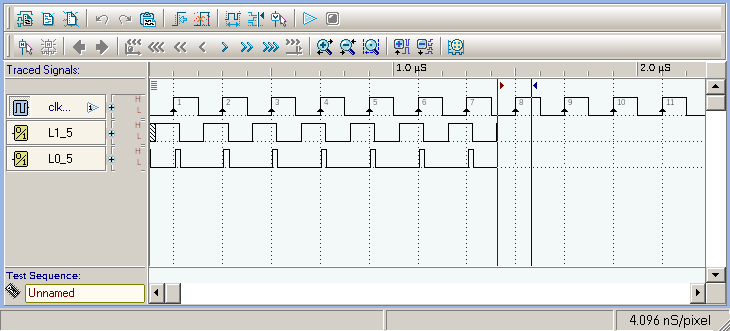 Traced Signals:
1.0 µS
2.0 µS
clk...
H
L
1
2
3
4
5
6
7
8
9
10
11
L1_5
H
L
L0_5
H
L
Test Sequence:
Unnamed
4.096 nS/pixel